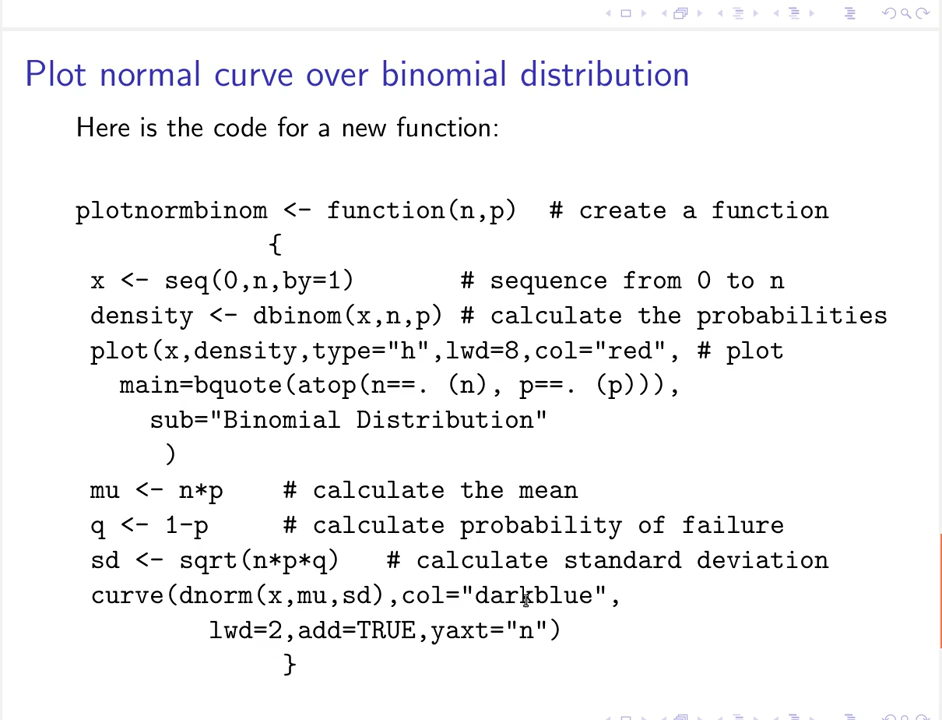 Plot normal curve over binomial distribution
Here is the code for a new function:
plotnormbinom <- function(n,p)  # create a function
{
x <- seq(0,n,by=1)       # sequence from 0 to n
density <- dbinom(x,n,p) # calculate the probabilities
plot(x,density,type="h",lwd=8,col="red", # plot
main=bquote(atop(n==. (n), p==. (p))),
sub="Binomial Distribution"
)
mu <- n*p    # calculate the mean
q <- 1-p     # calculate probability of failure
sd <- sqrt(n*p*q)   # calculate standard deviation
curve(dnorm(x,mu,sd),col="darkblue",
lwd=2,add=TRUE,yaxt="n")
}